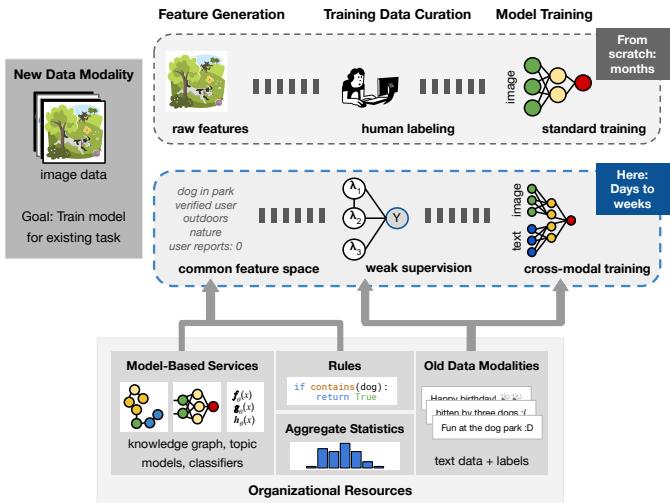 Feature Generation
Training Data Curation
Model Training
New Data Modality
image data
Goal: Train model
for existing task
raw features
human labeling
image
standard training
From
scratch:
months
dog in park
verified user
outdoors
nature
user reports: 0
common feature space
λ1
λ2
λ3
Y
weak supervision
image
text
cross-modal training
Here:
Days to
weeks
Model-Based Services
fθ(x)
gθ(x)
hθ(x)
knowledge graph, topic
models, classifiers
Rules
if contains(dog):
return True
Aggregate Statistics
Old Data Modalities
Happy birthday!
bitten by three dogs :(
Fun at the dog park :D
text data + labels
Organizational Resources